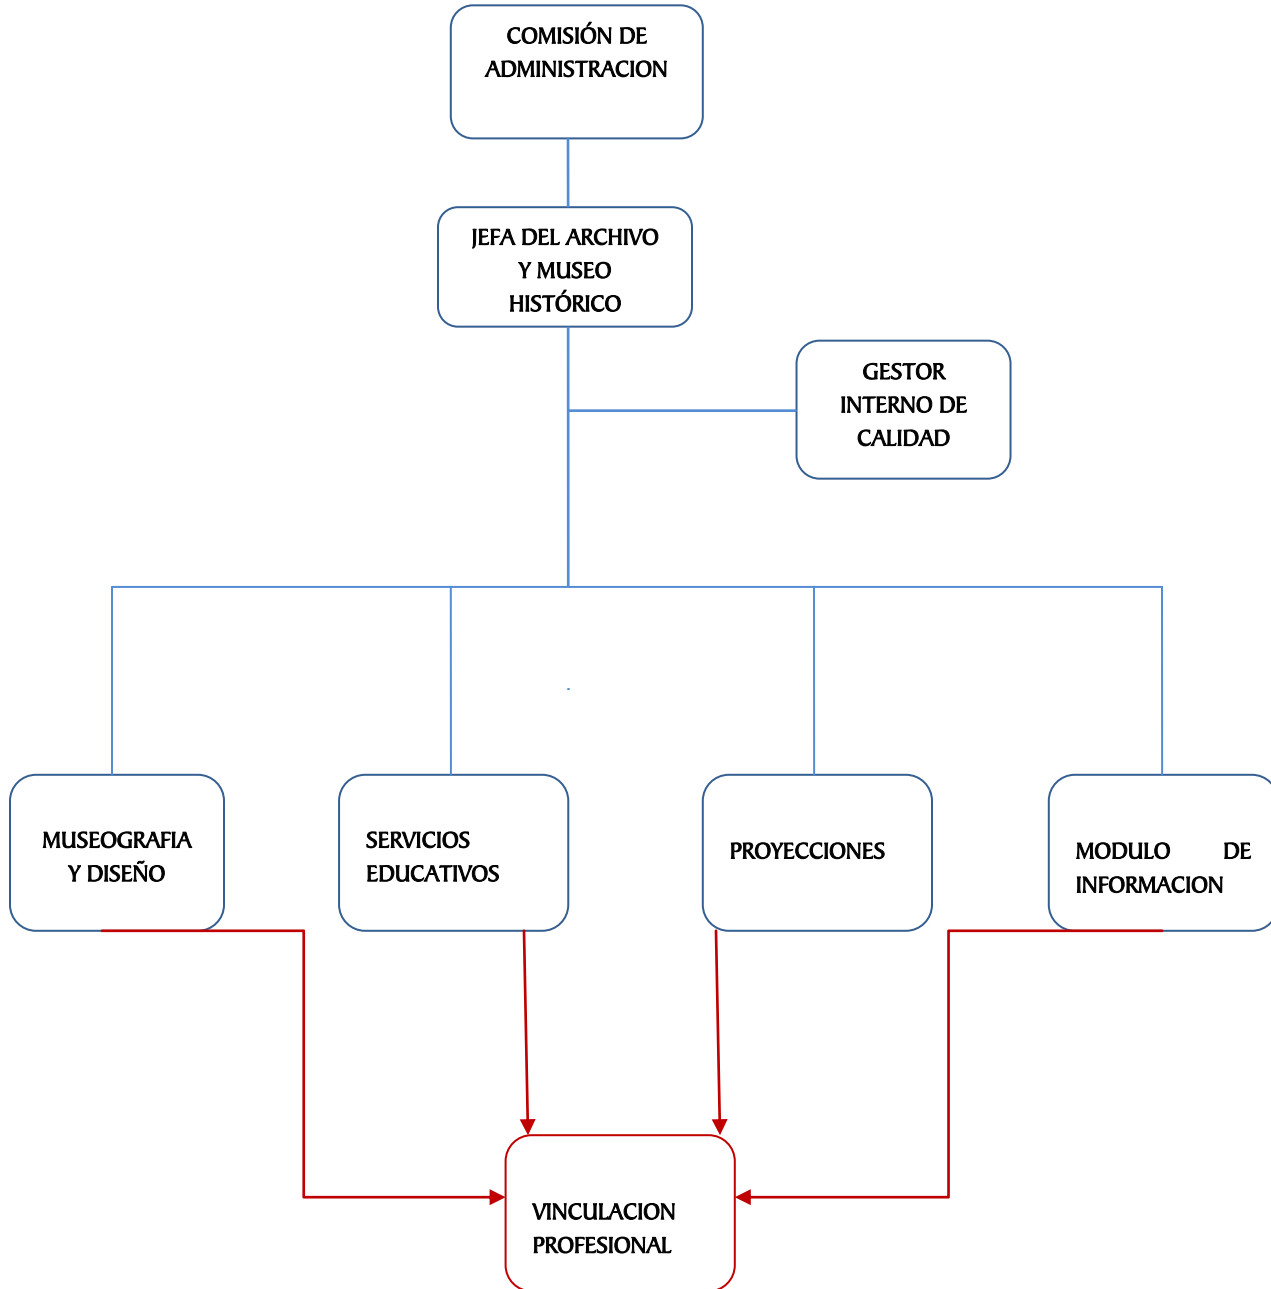 COMISIÓN DE
ADMINISTRACION
JEFA DEL ARCHIVO
Y MUSEO
HISTÓRICO
GESTOR
INTERNO DE
CALIDAD
MUSEOGRAFIA
Y DISEÑO
SERVICIOS
EDUCATIVOS
PROYECCIONES
MODULO DE
INFORMACION
VINCULACION
PROFESIONAL